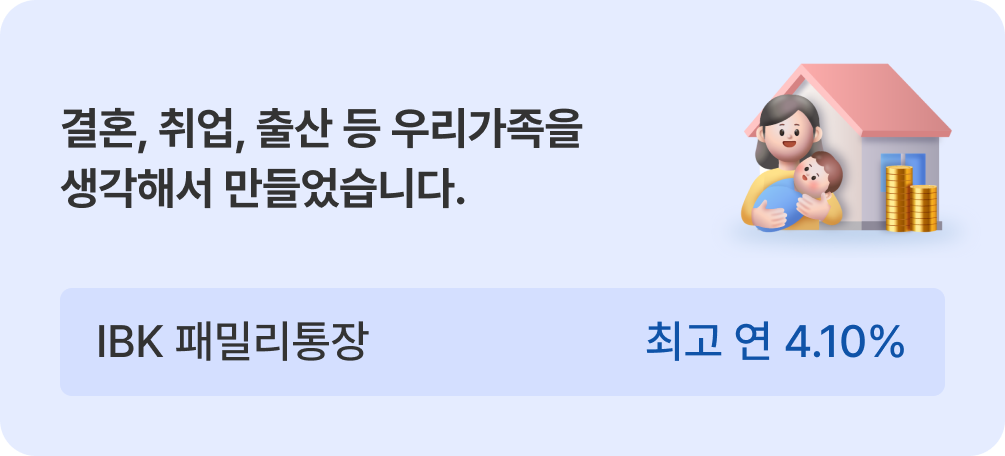 결혼, 취업, 출산 등 우리가족을
생각해서 만들었습니다.
IBK 패밀리통장 최고 연 4.10%